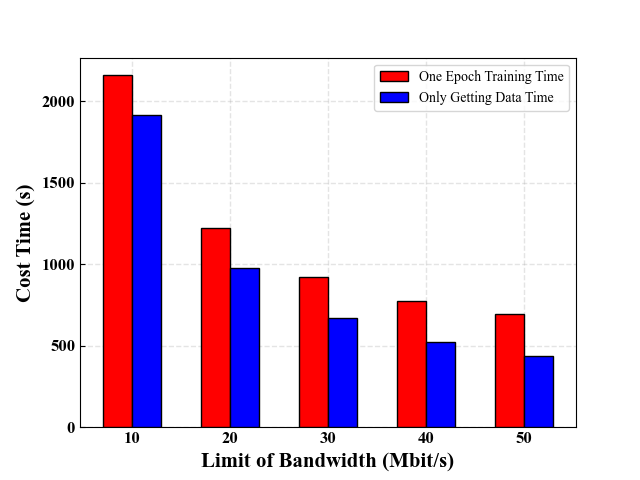 One Epoch Training Time
Only Getting Data Time
2000
1500
1000
500
0
Cost Time (s)
10 20 30 40 50
Limit of Bandwidth (Mbit/s)